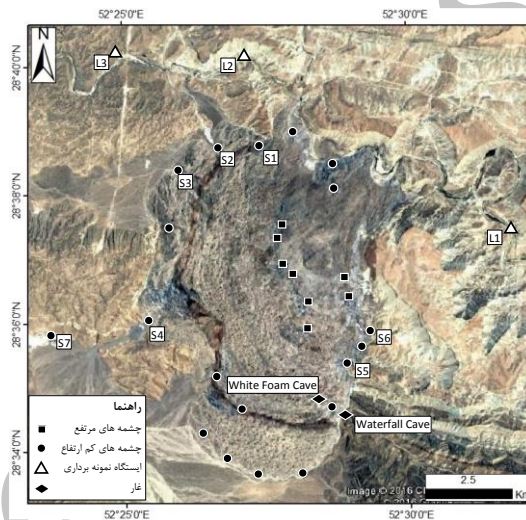 52°25'0"E
52°30'0"E
N
28°40'0"N
28°38'0"N
28°36'0"N
28°34'0"N
L3
L2
S2
S1
S3
L1
S4
S7
S6
S5
White Foam Cave
Waterfall Cave
راهنما
چشمه های مرتفع
چشمه های کم ارتفاع
ایستگاه نمونه برداری
غار
2.5
Image © 2016
52°25'0"E
52°30'0"E